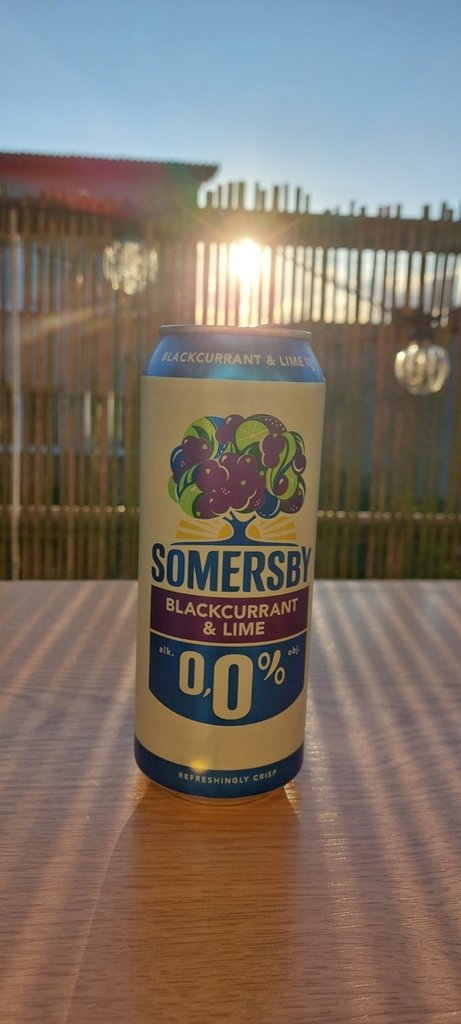 BLACKCURRANT & LIME
SOMERSBY
BLACKCURRANT
& LIME
alk. 0,0% obj.
REFRESHINGLY CRISP